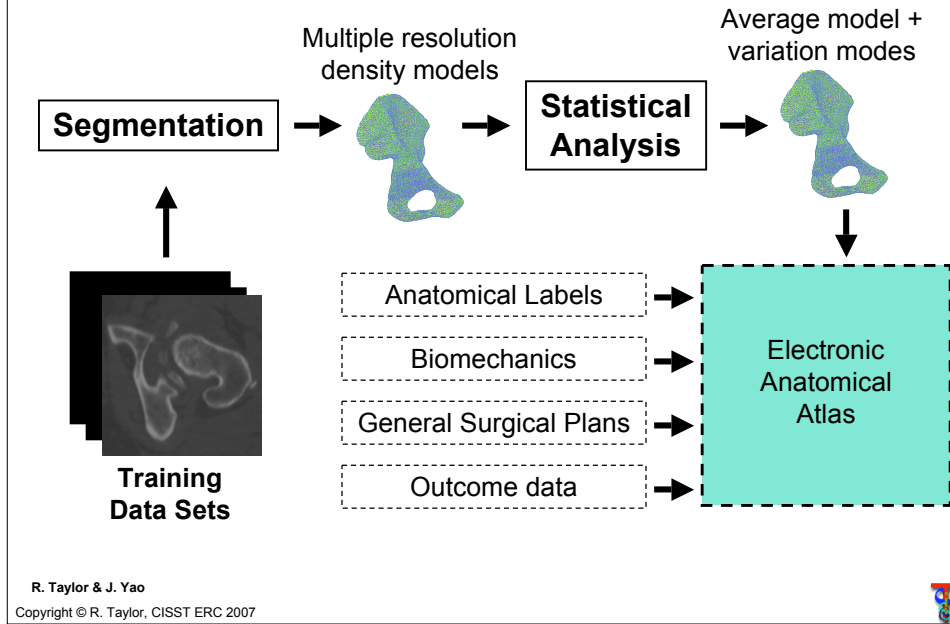 Multiple resolution
density models
Average model +
variation modes
Segmentation
Statistical
Analysis
Training
Data Sets
Anatomical Labels
Biomechanics
General Surgical Plans
Outcome data
Electronic
Anatomical
Atlas
R. Taylor & J. Yao
Copyright © R. Taylor, CISST ERC 2007